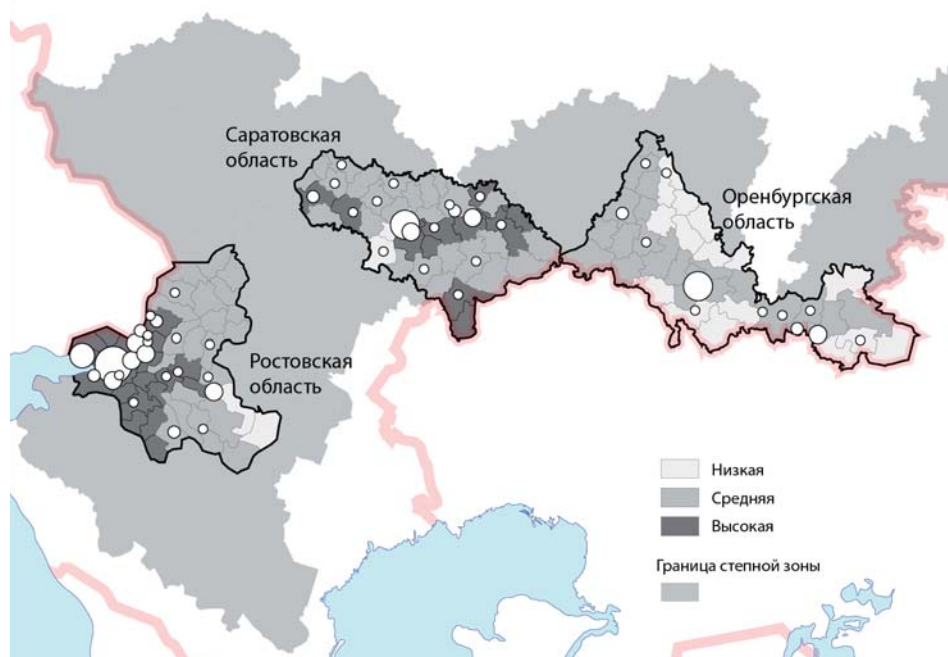 Саратовская
область
Оренбургская
область
Ростовская
область
Низкая
Средняя
Высокая
Граница степной зоны